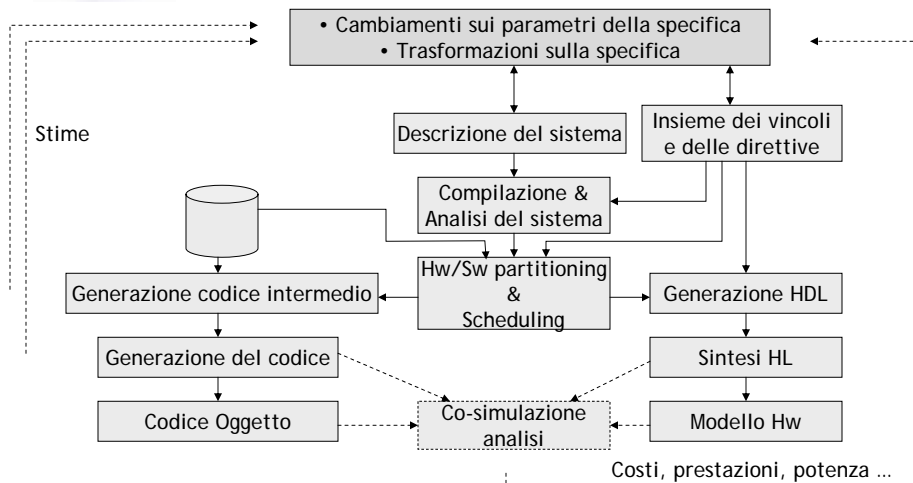 • Cambiamenti sui parametri della specifica
• Trasformazioni sulla specifica
Stime
Descrizione del sistema
Insieme dei vincoli
e delle direttive
Compilazione &
Analisi del sistema
Hw/Sw partitioning
&
Scheduling
Generazione codice intermedio
Generazione HDL
Generazione del codice
Sintesi HL
Codice Oggetto
Co-simulazione
analisi
Modello Hw
Costi, prestazioni, potenza ...